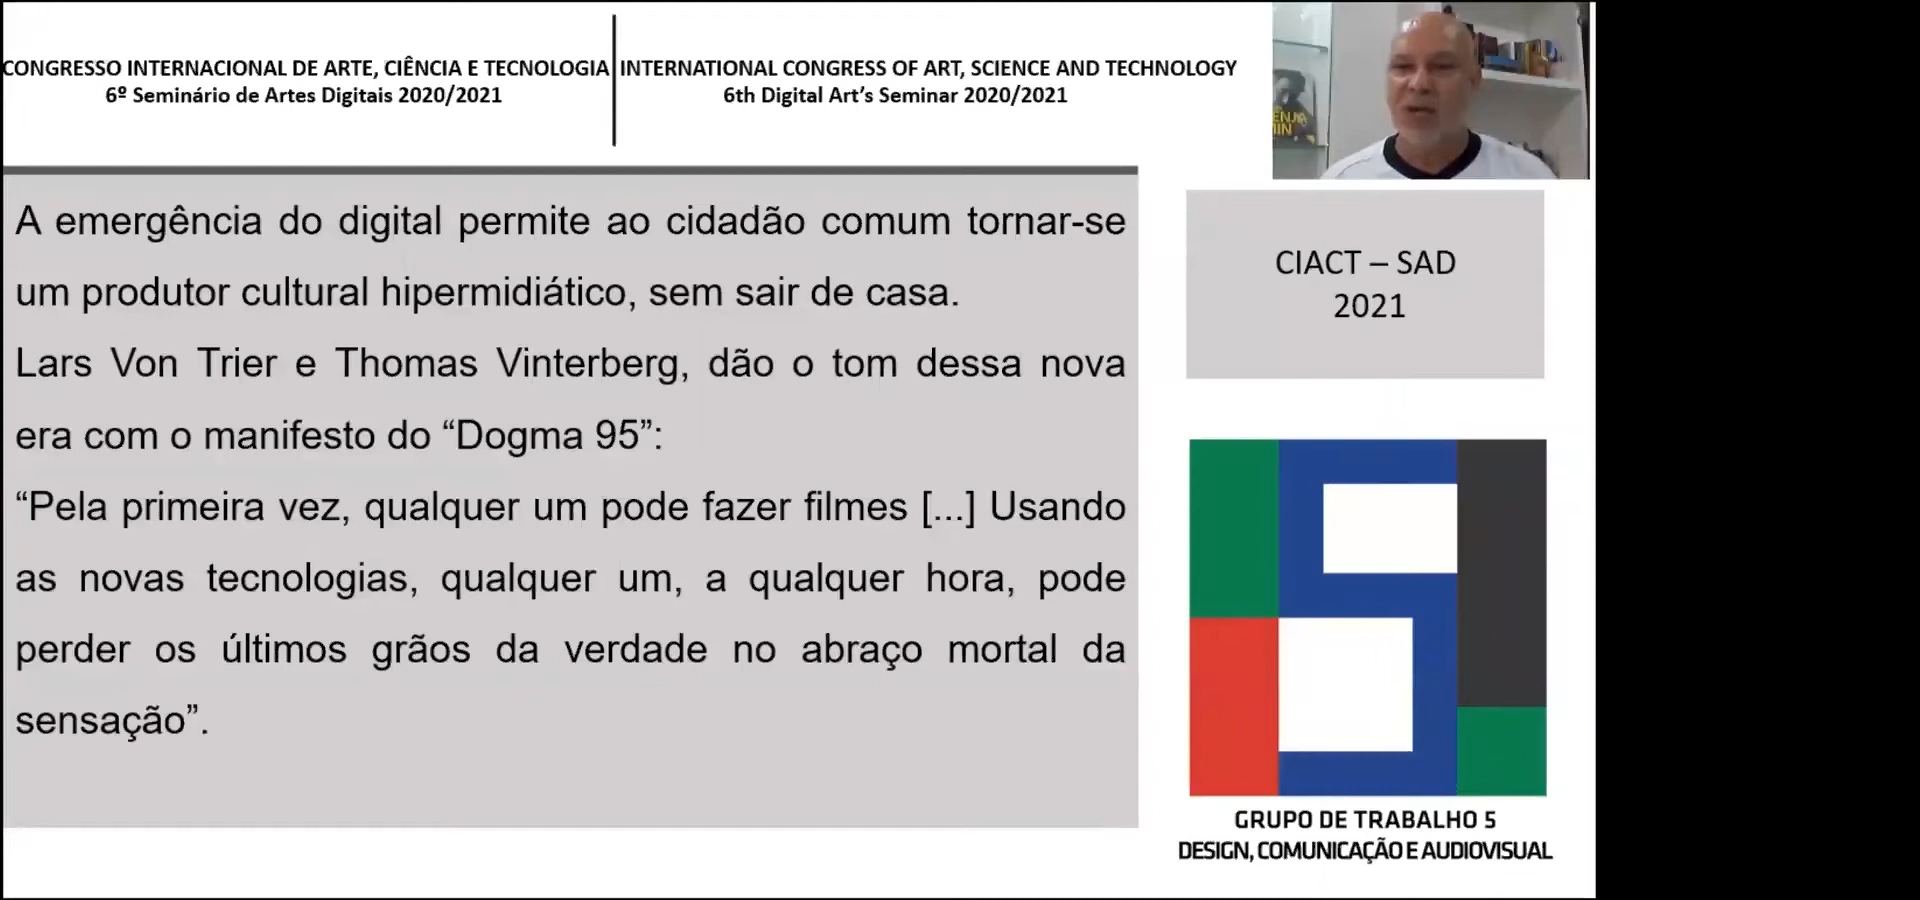 CONGRESSO INTERNACIONAL DE ARTE, CIÊNCIA E TECNOLOGIA
6º Seminário de Artes Digitais 2020/2021
INTERNATIONAL CONGRESS OF ART, SCIENCE AND TECHNOLOGY
6th Digital Art's Seminar 2020/2021
ENJA
IN
A emergência do digital permite ao cidadão comum tornar-se
um produtor cultural hipermidiático, sem sair de casa.
Lars Von Trier e Thomas Vinterberg, dão o tom dessa nova
era com o manifesto do “Dogma 95”:
“Pela primeira vez, qualquer um pode fazer filmes [...] Usando
as novas tecnologias, qualquer um, a qualquer hora, pode
perder os últimos grãos da verdade no abraço mortal da
sensação”.
CIACT – SAD
2021
GRUPO DE TRABALHO 5
DESIGN, COMUNICAÇÃO E AUDIOVISUAL